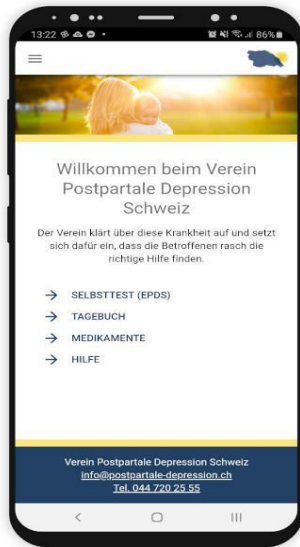 13:22
86%
Willkommen beim Verein
Postpartale Depression
Schweiz
Der Verein klärt über diese Krankheit auf und setzt
sich dafür ein, dass die Betroffenen rasch die
richtige Hilfe finden.
→ SELBSTTEST (EPDS)
→ TAGEBUCH
→ MEDIKAMENTE
→ HILFE
Verein Postpartale Depression Schweiz
info@postpartale-depression.ch
Tel. 044 720 25 55